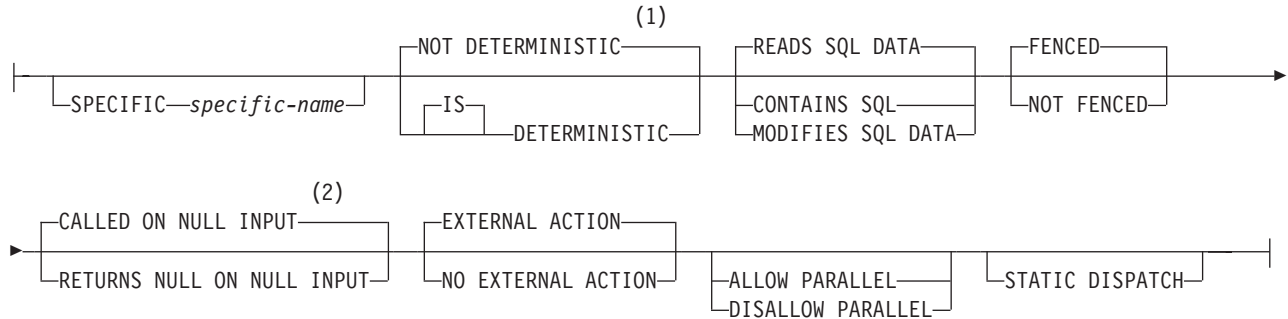 (1)
NOT DETERMINISTIC READS SQL DATA FENCED
SPECIFIC specific-name IS CONTAINS SQL NOT FENCED
DETERMINISTIC MODIFIES SQL DATA
(2)
CALLED ON NULL INPUT EXTERNAL ACTION
RETURNS NULL ON NULL INPUT NO EXTERNAL ACTION ALLOW PARALLEL STATIC DISPATCH
DISALLOW PARALLEL